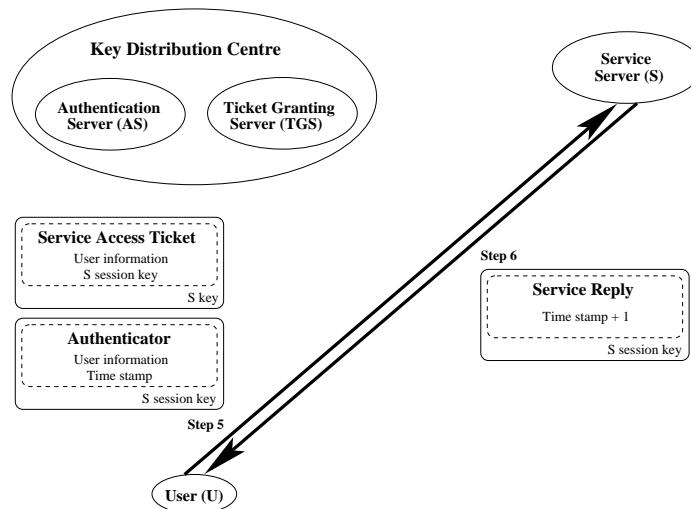 Key Distribution Centre
Authentication
Server (AS)
Ticket Granting
Server (TGS)
Service
Server (S)
Service Access Ticket
User information
S session key
S key
Authenticator
User information
Time stamp
S session key
Step 5
Step 6
Service Reply
Time stamp + 1
S session key
User (U)